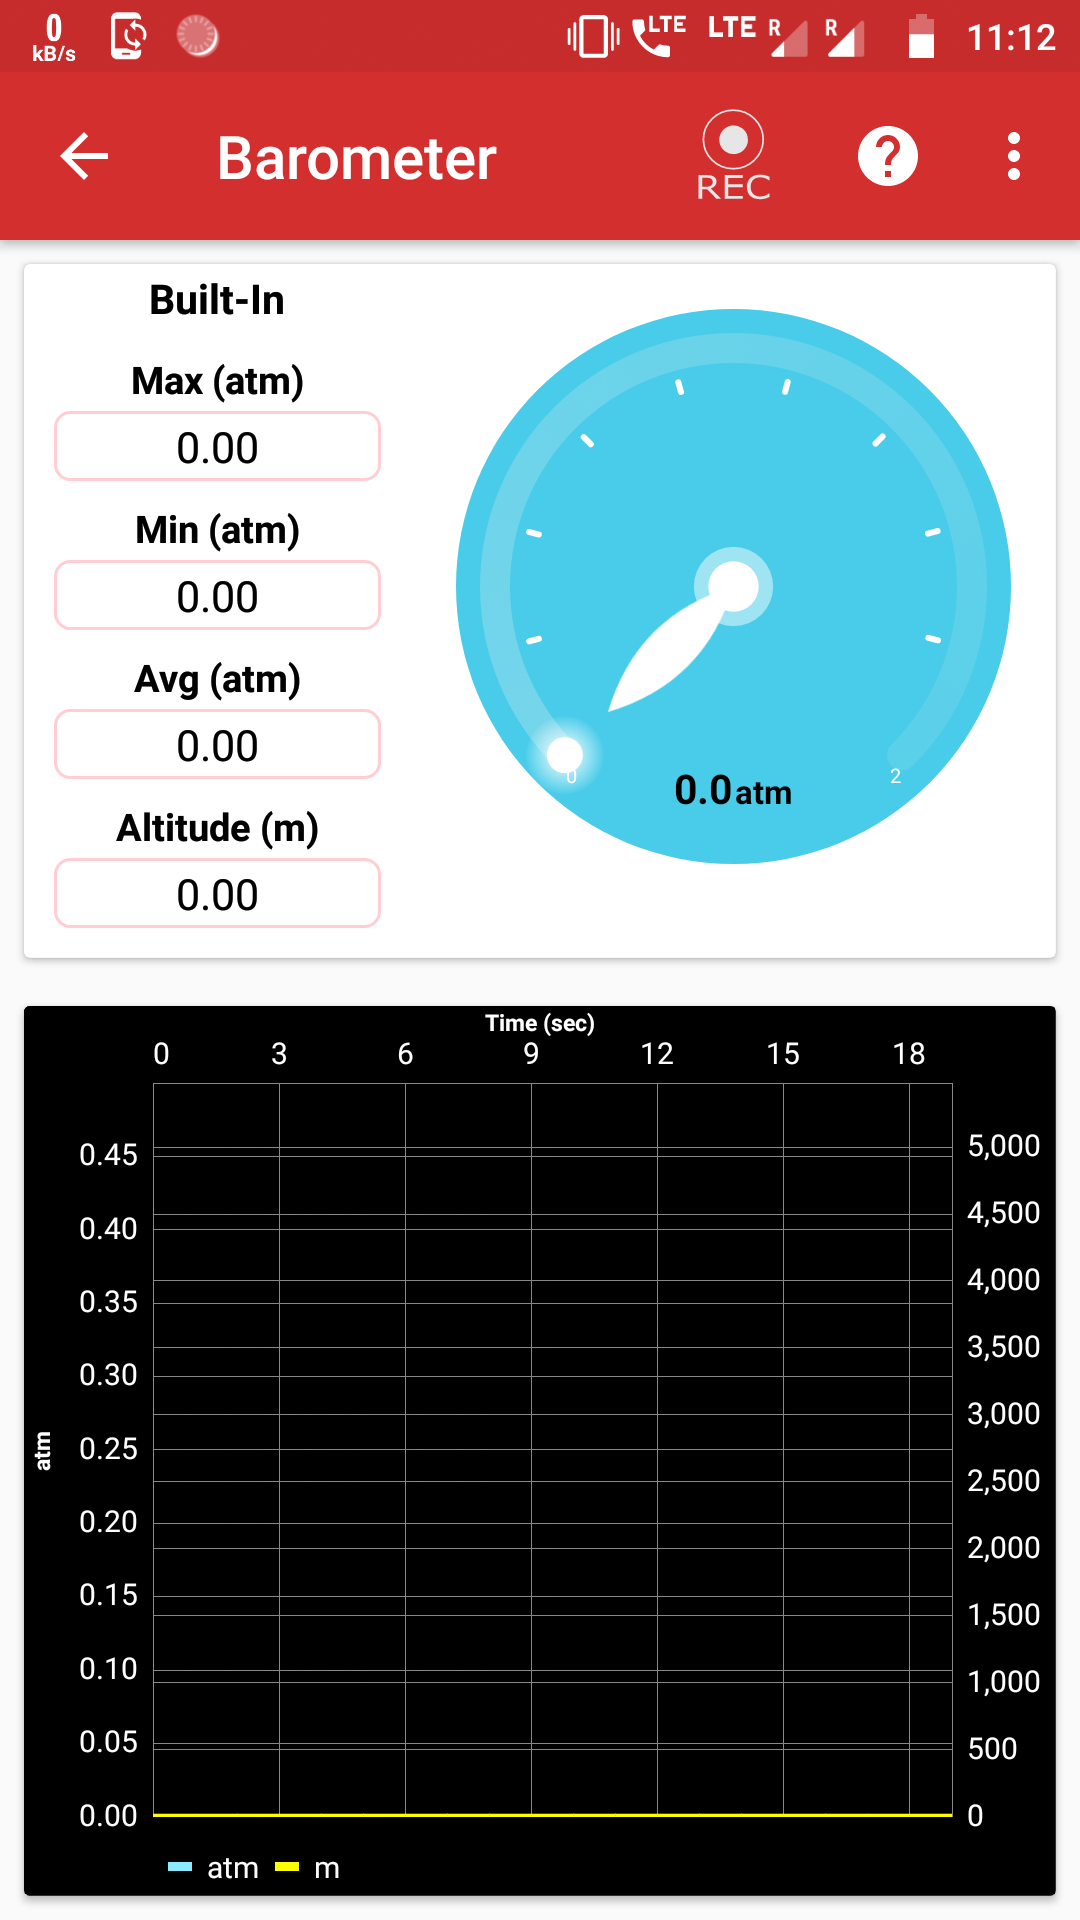 0
kB/s
LTE
LTE
R
R
11:12
Barometer
REC
Built-In
Max (atm)
0.00
Min (atm)
0.00
Avg (atm)
0.00
Altitude (m)
0.00
0
2
0.0atm
Time (sec)
0 3 6 9 12 15 18
0.45
0.40
0.35
0.30
0.25
0.20
0.15
0.10
0.05
0.00
atm
5,000
4,500
4,000
3,500
3,000
2,500
2,000
1,500
1,000
500
0
atm m